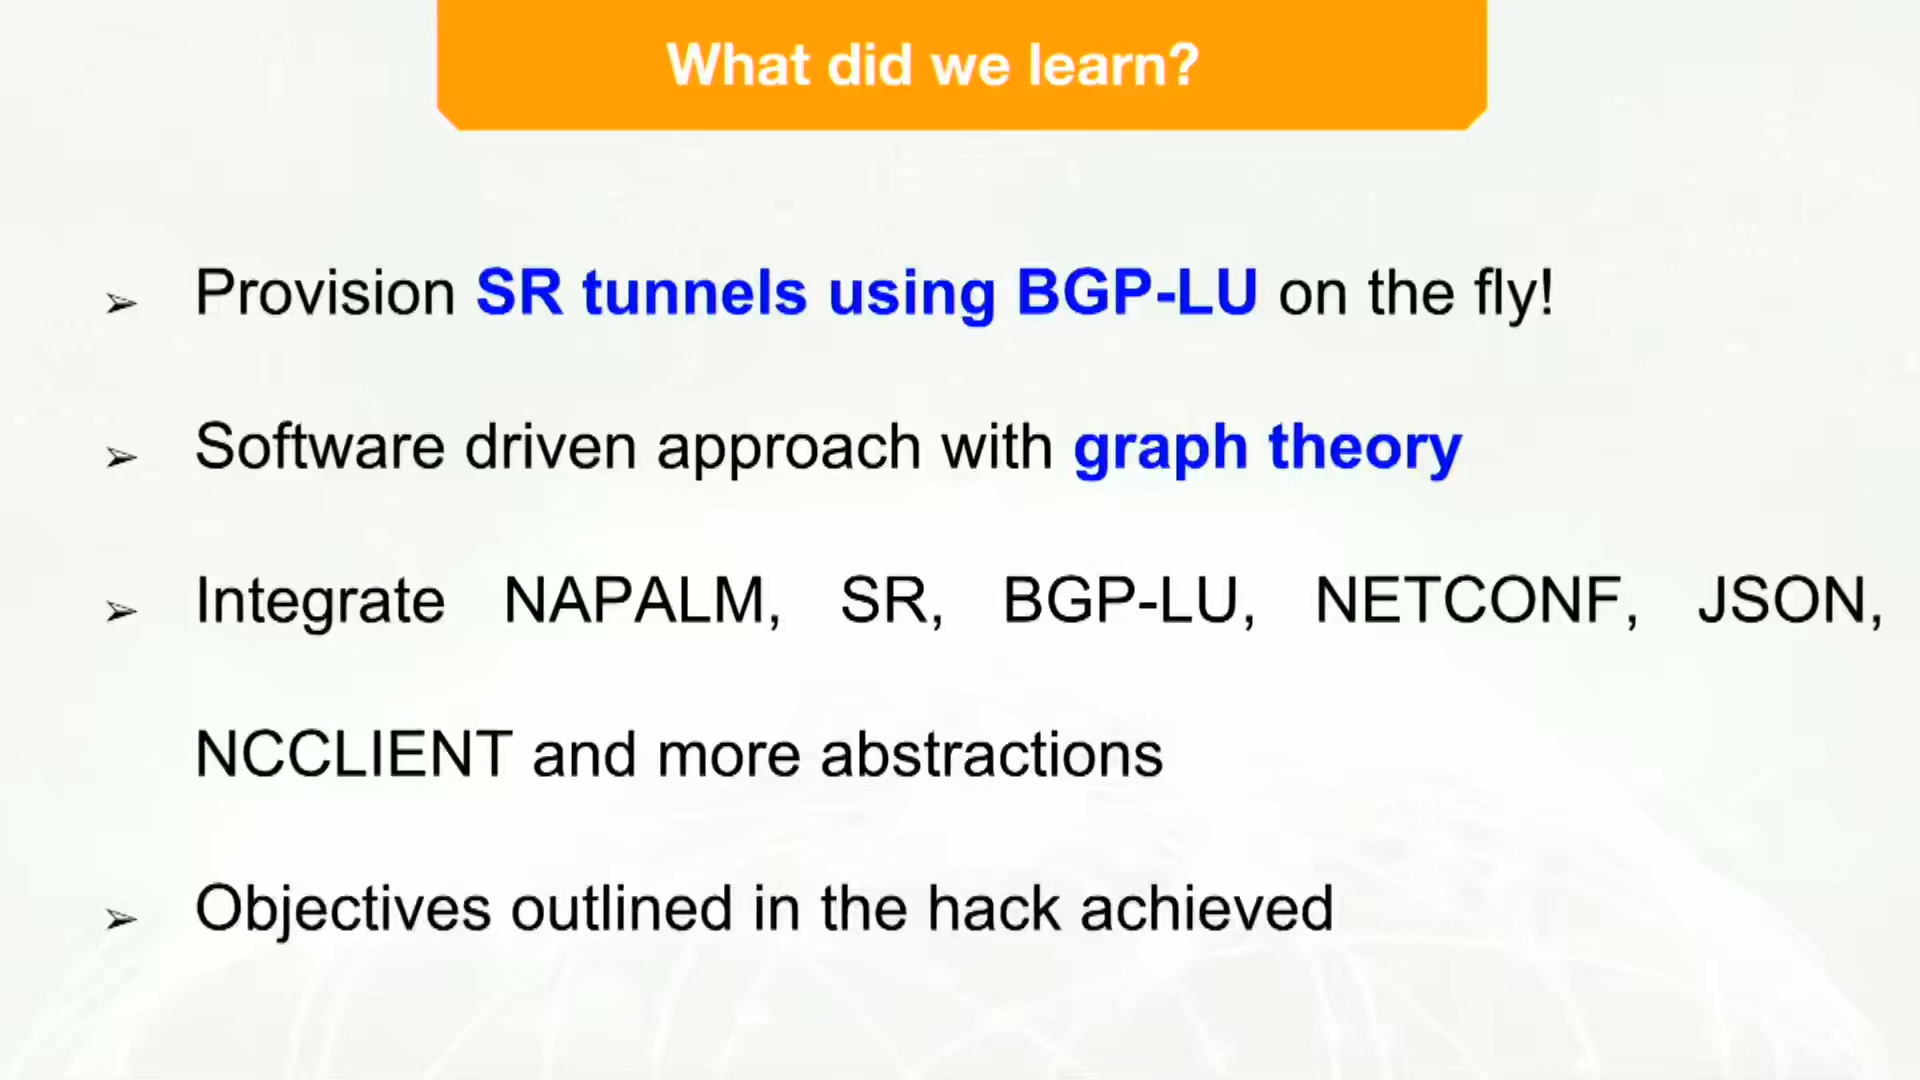 What did we learn?
➢ Provision SR tunnels using BGP-LU on the fly!
➢ Software driven approach with graph theory
➢ Integrate NAPALM, SR, BGP-LU, NETCONF, JSON,
NCCLIENT and more abstractions
➢ Objectives outlined in the hack achieved